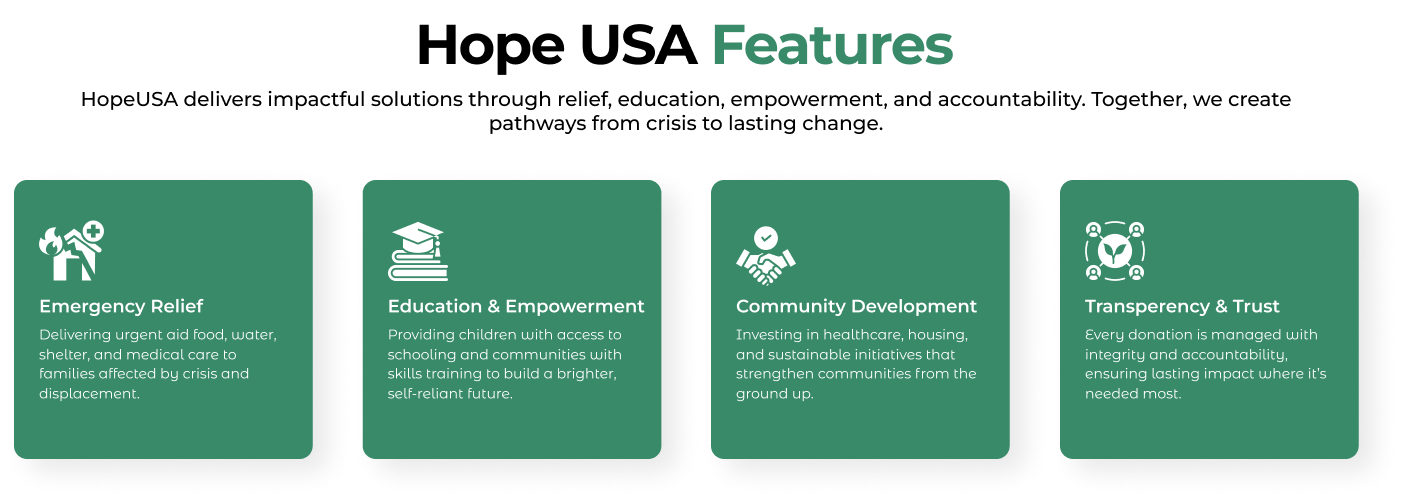 Hope USA Features
HopeUSA delivers impactful solutions through relief, education, empowerment, and accountability. Together, we create
pathways from crisis to lasting change.
Emergency Relief
Delivering urgent aid food, water,
shelter, and medical care to
families affected by crisis and
displacement.
Education & Empowerment
Providing children with access to
schooling and communities with
skills training to build a brighter,
self-reliant future.
Community Development
Investing in healthcare, housing,
and sustainable initiatives that
strengthen communities from the
ground up.
Transperency & Trust
Every donation is managed with
integrity and accountability,
ensuring lasting impact where it's
needed most.